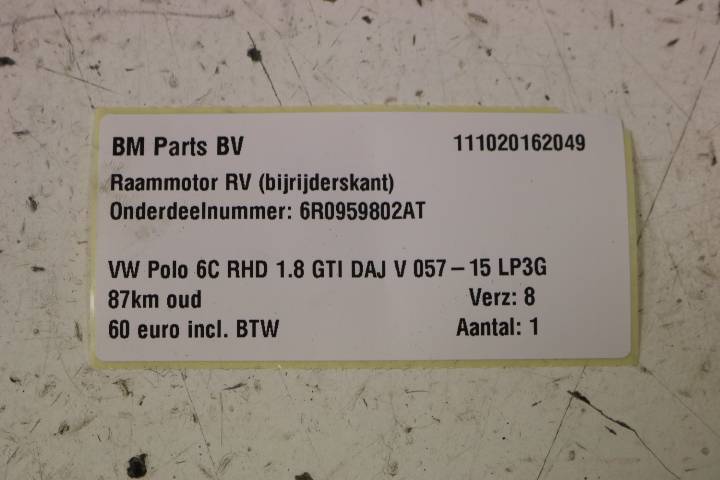 BM Parts BV 111020162049
Raammotor RV (bijrijderskant)
Onderdeelnummer: 6R0959802AT
VW Polo 6C RHD 1.8 GTI DAJ V 057 – 15 LP3G
87km oud Verz: 8
60 euro incl. BTW Aantal: 1